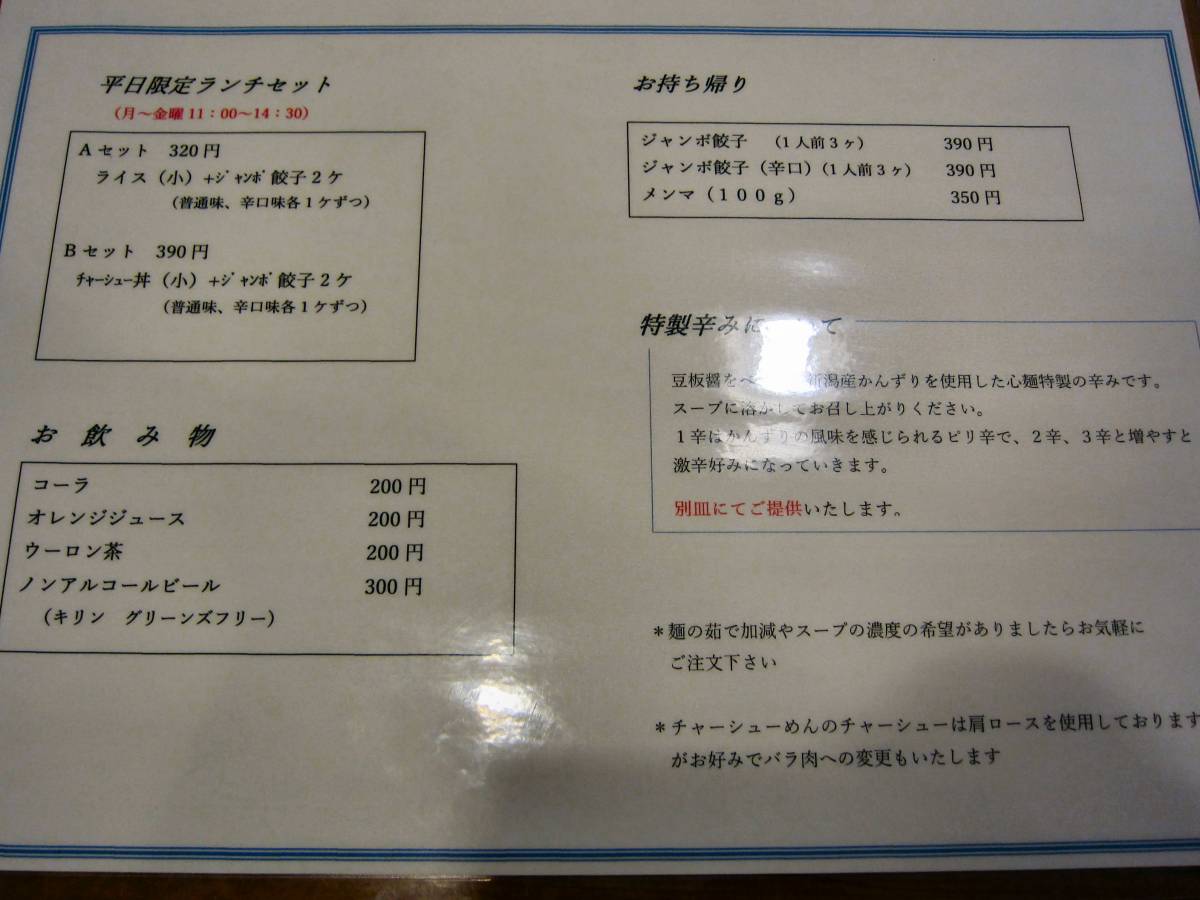 平日限定ランチセット
（月～金曜11：00～14：30）
Aセット 320円
ライス（小）+ｼﾞｬﾝﾎﾞ餃子２ケ
（普通味、辛口味各１ケずつ）
Bセット 390円
ﾁｬｰｼｭｰ丼（小）+ｼﾞｬﾝﾎﾞ餃子２ケ
（普通味、辛口味各１ケずつ）
お飲み物
コーラ 200円
オレンジジュース 200円
ウーロン茶 200円
ノンアルコールビール 300円
（キリン グリーンズフリー）
お持ち帰り
ジャンボ餃子 （１人前３ヶ） 390円
ジャンボ餃子（辛口）（１人前３ヶ） 390円
メンマ（１００ｇ） 350円
特製辛みに て
豆板醤を 新潟産かんずりを使用した心麺特製の辛みです。
スープに溶かしてお召し上がりください。
１辛はかんずりの風味を感じられるピリ辛で、２辛、３辛と増やすと
激辛好みになっていきます。
別皿にてご提供いたします。
＊麺の茹で加減やスープの濃度の希望がありましたらお気軽に
ご注文下さい
＊チャーシューめんのチャーシューは肩ロースを使用しております
がお好みでバラ肉への変更もいたします